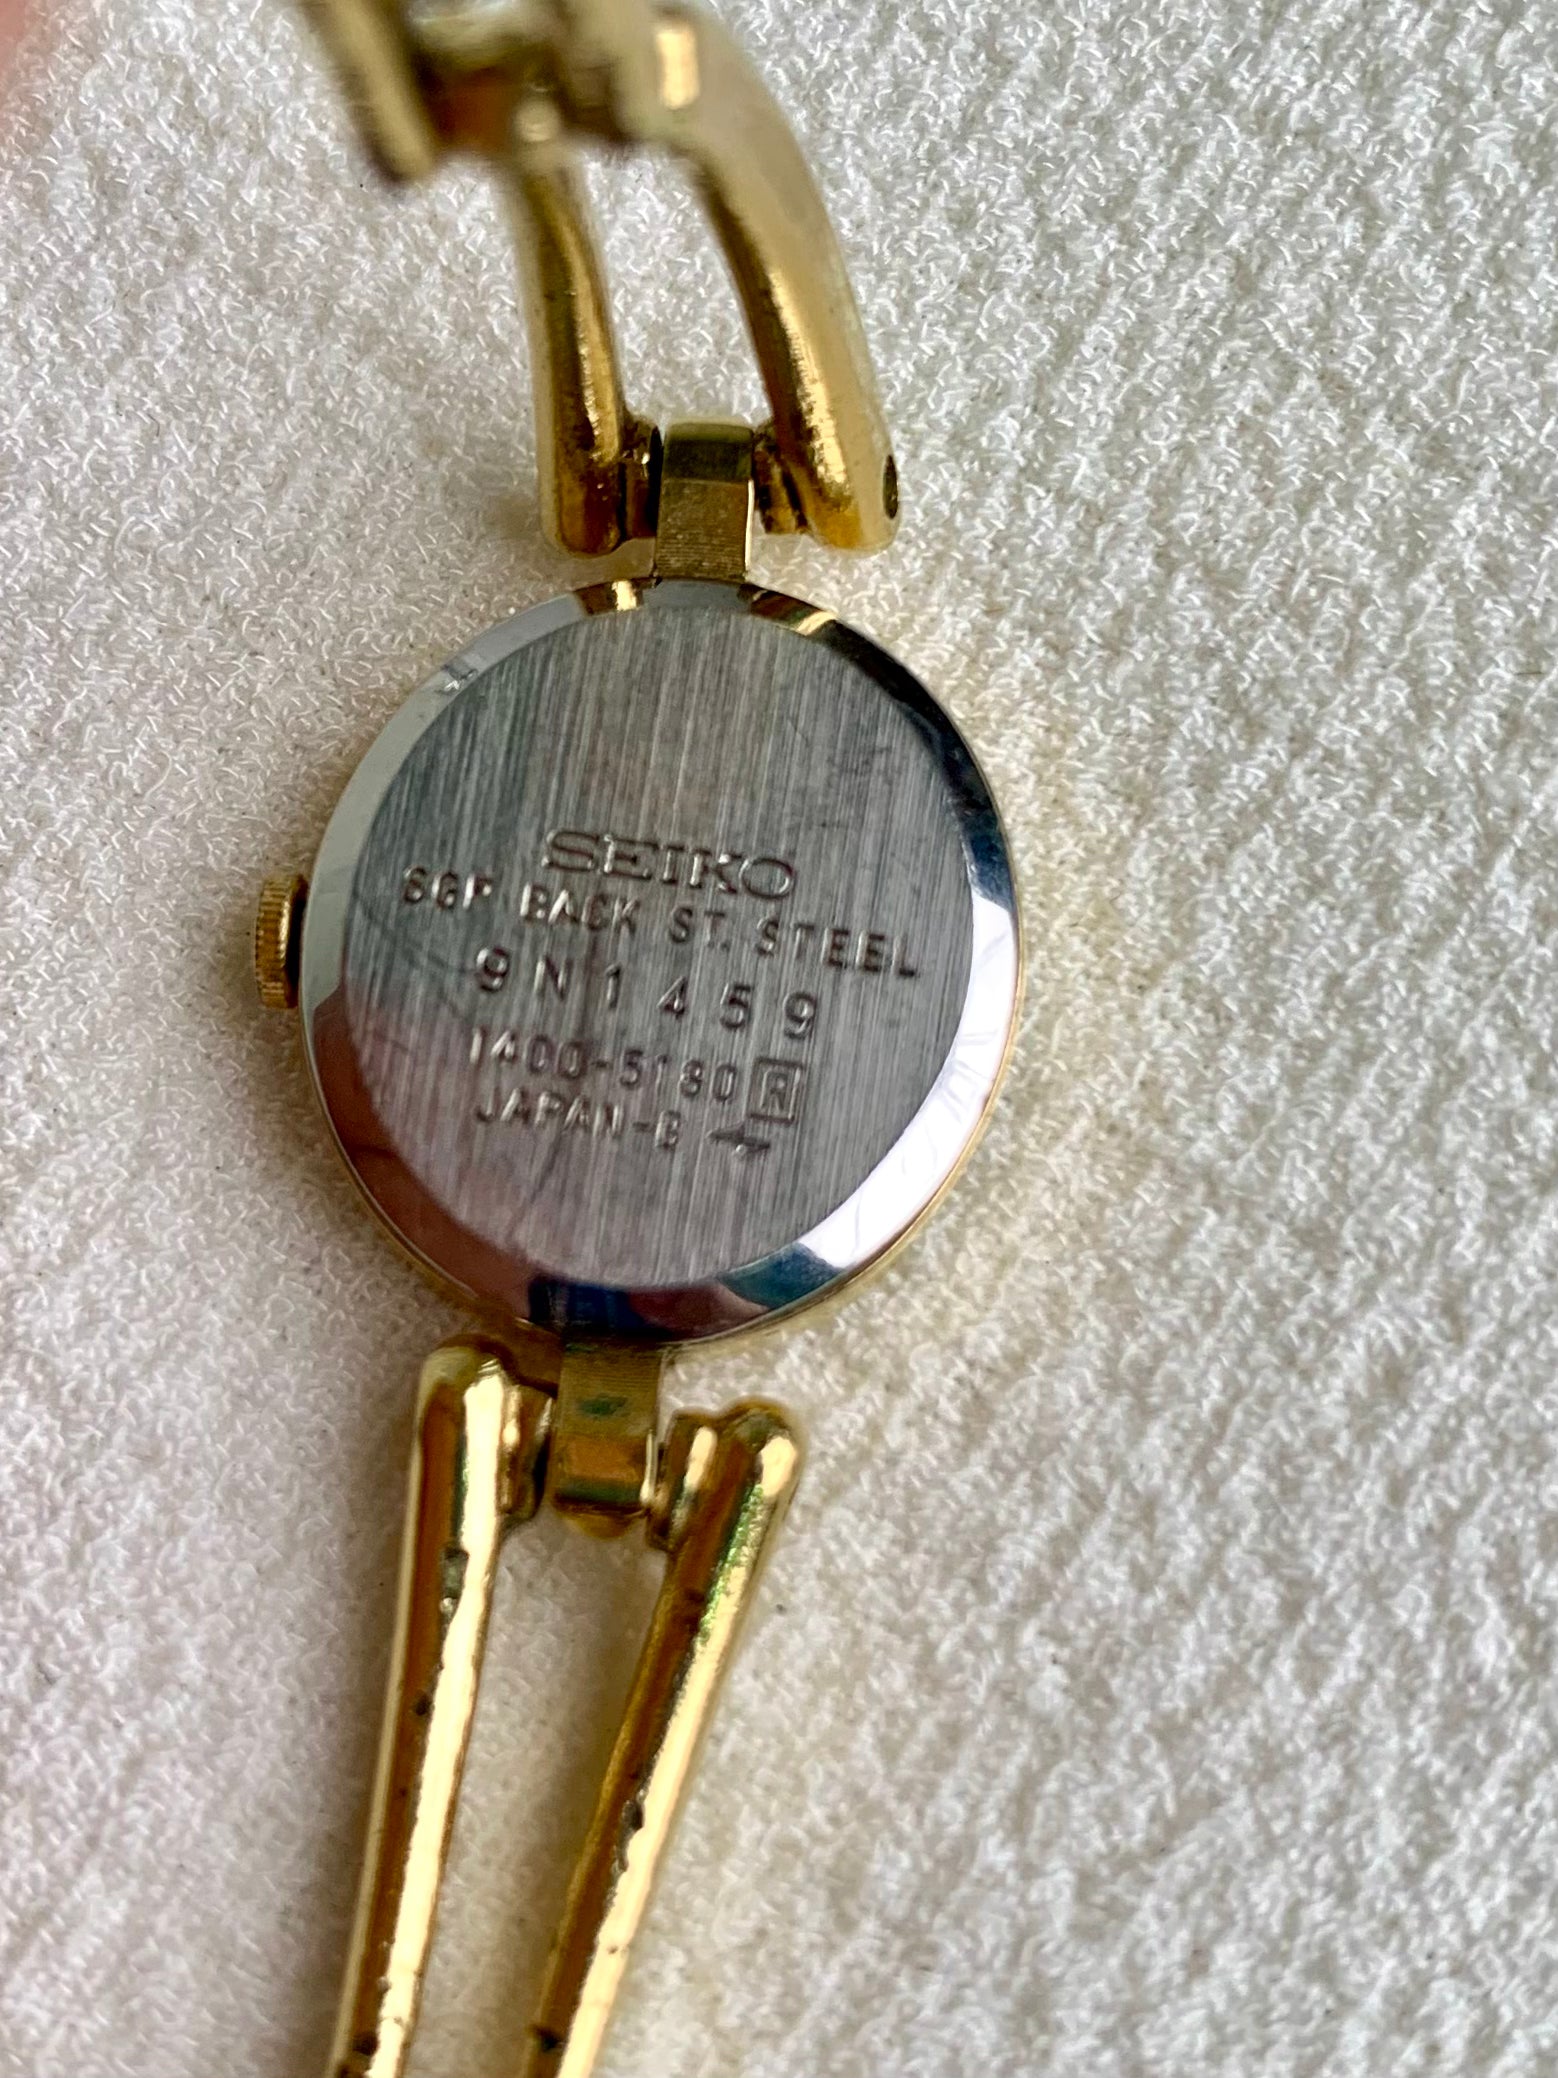 SEIKO
SGP BACK ST. STEEL
9N1459
1400-5180 R
JAPAN-B